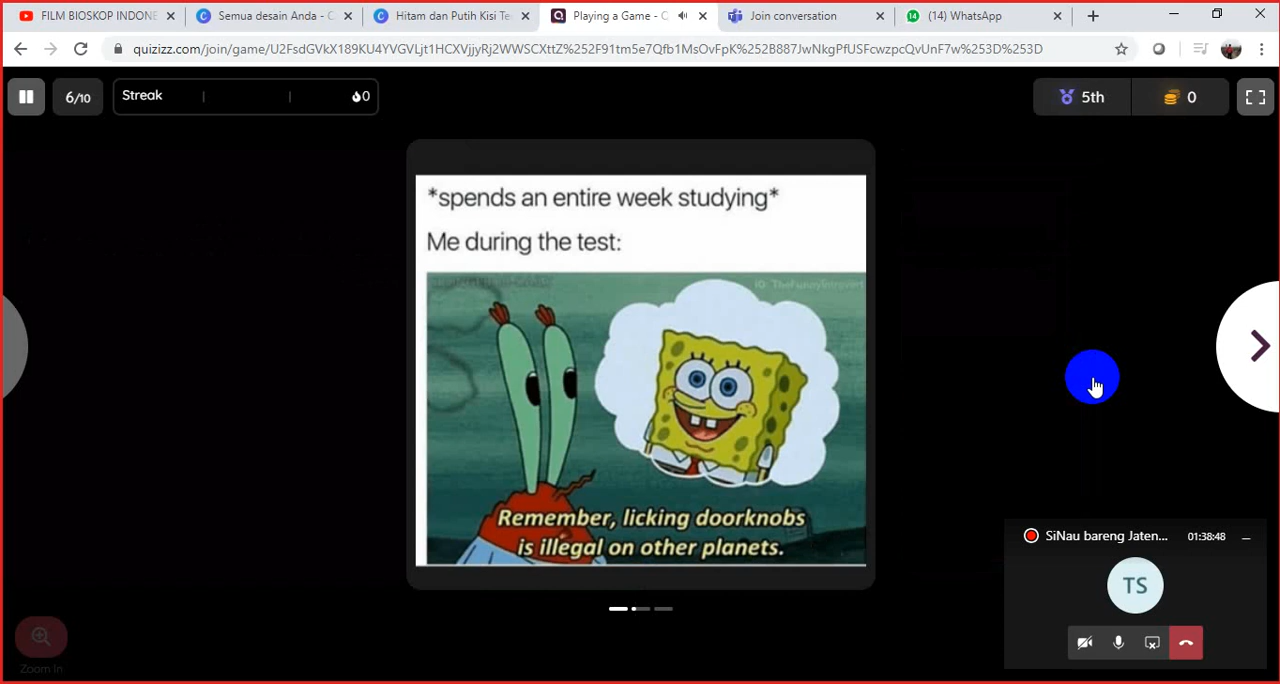 FILM BIOSKOP INDONE
Semua desain Anda - C
Hitam dan Putih Kisi Te
Playing a Game - C
Join conversation
(14) WhatsApp
quizizz.com/join/game/U2FsdGVkX189KU4YVGVLjt1HCXVjjyRj2WWSCXttZ%252F91tm5e7Qfb1MsOvFpK%252B887JwNkgPfUSFcwzpcQvUnF7w%253D%253D
6/10
Streak
0
5th
0
*spends an entire week studying*
Me during the test:
IG: TheFunnyIntrovert
Remember, licking doorknobs
is illegal on other planets.
SiNau bareng Jaten...
01:38:48
TS
Zoom In